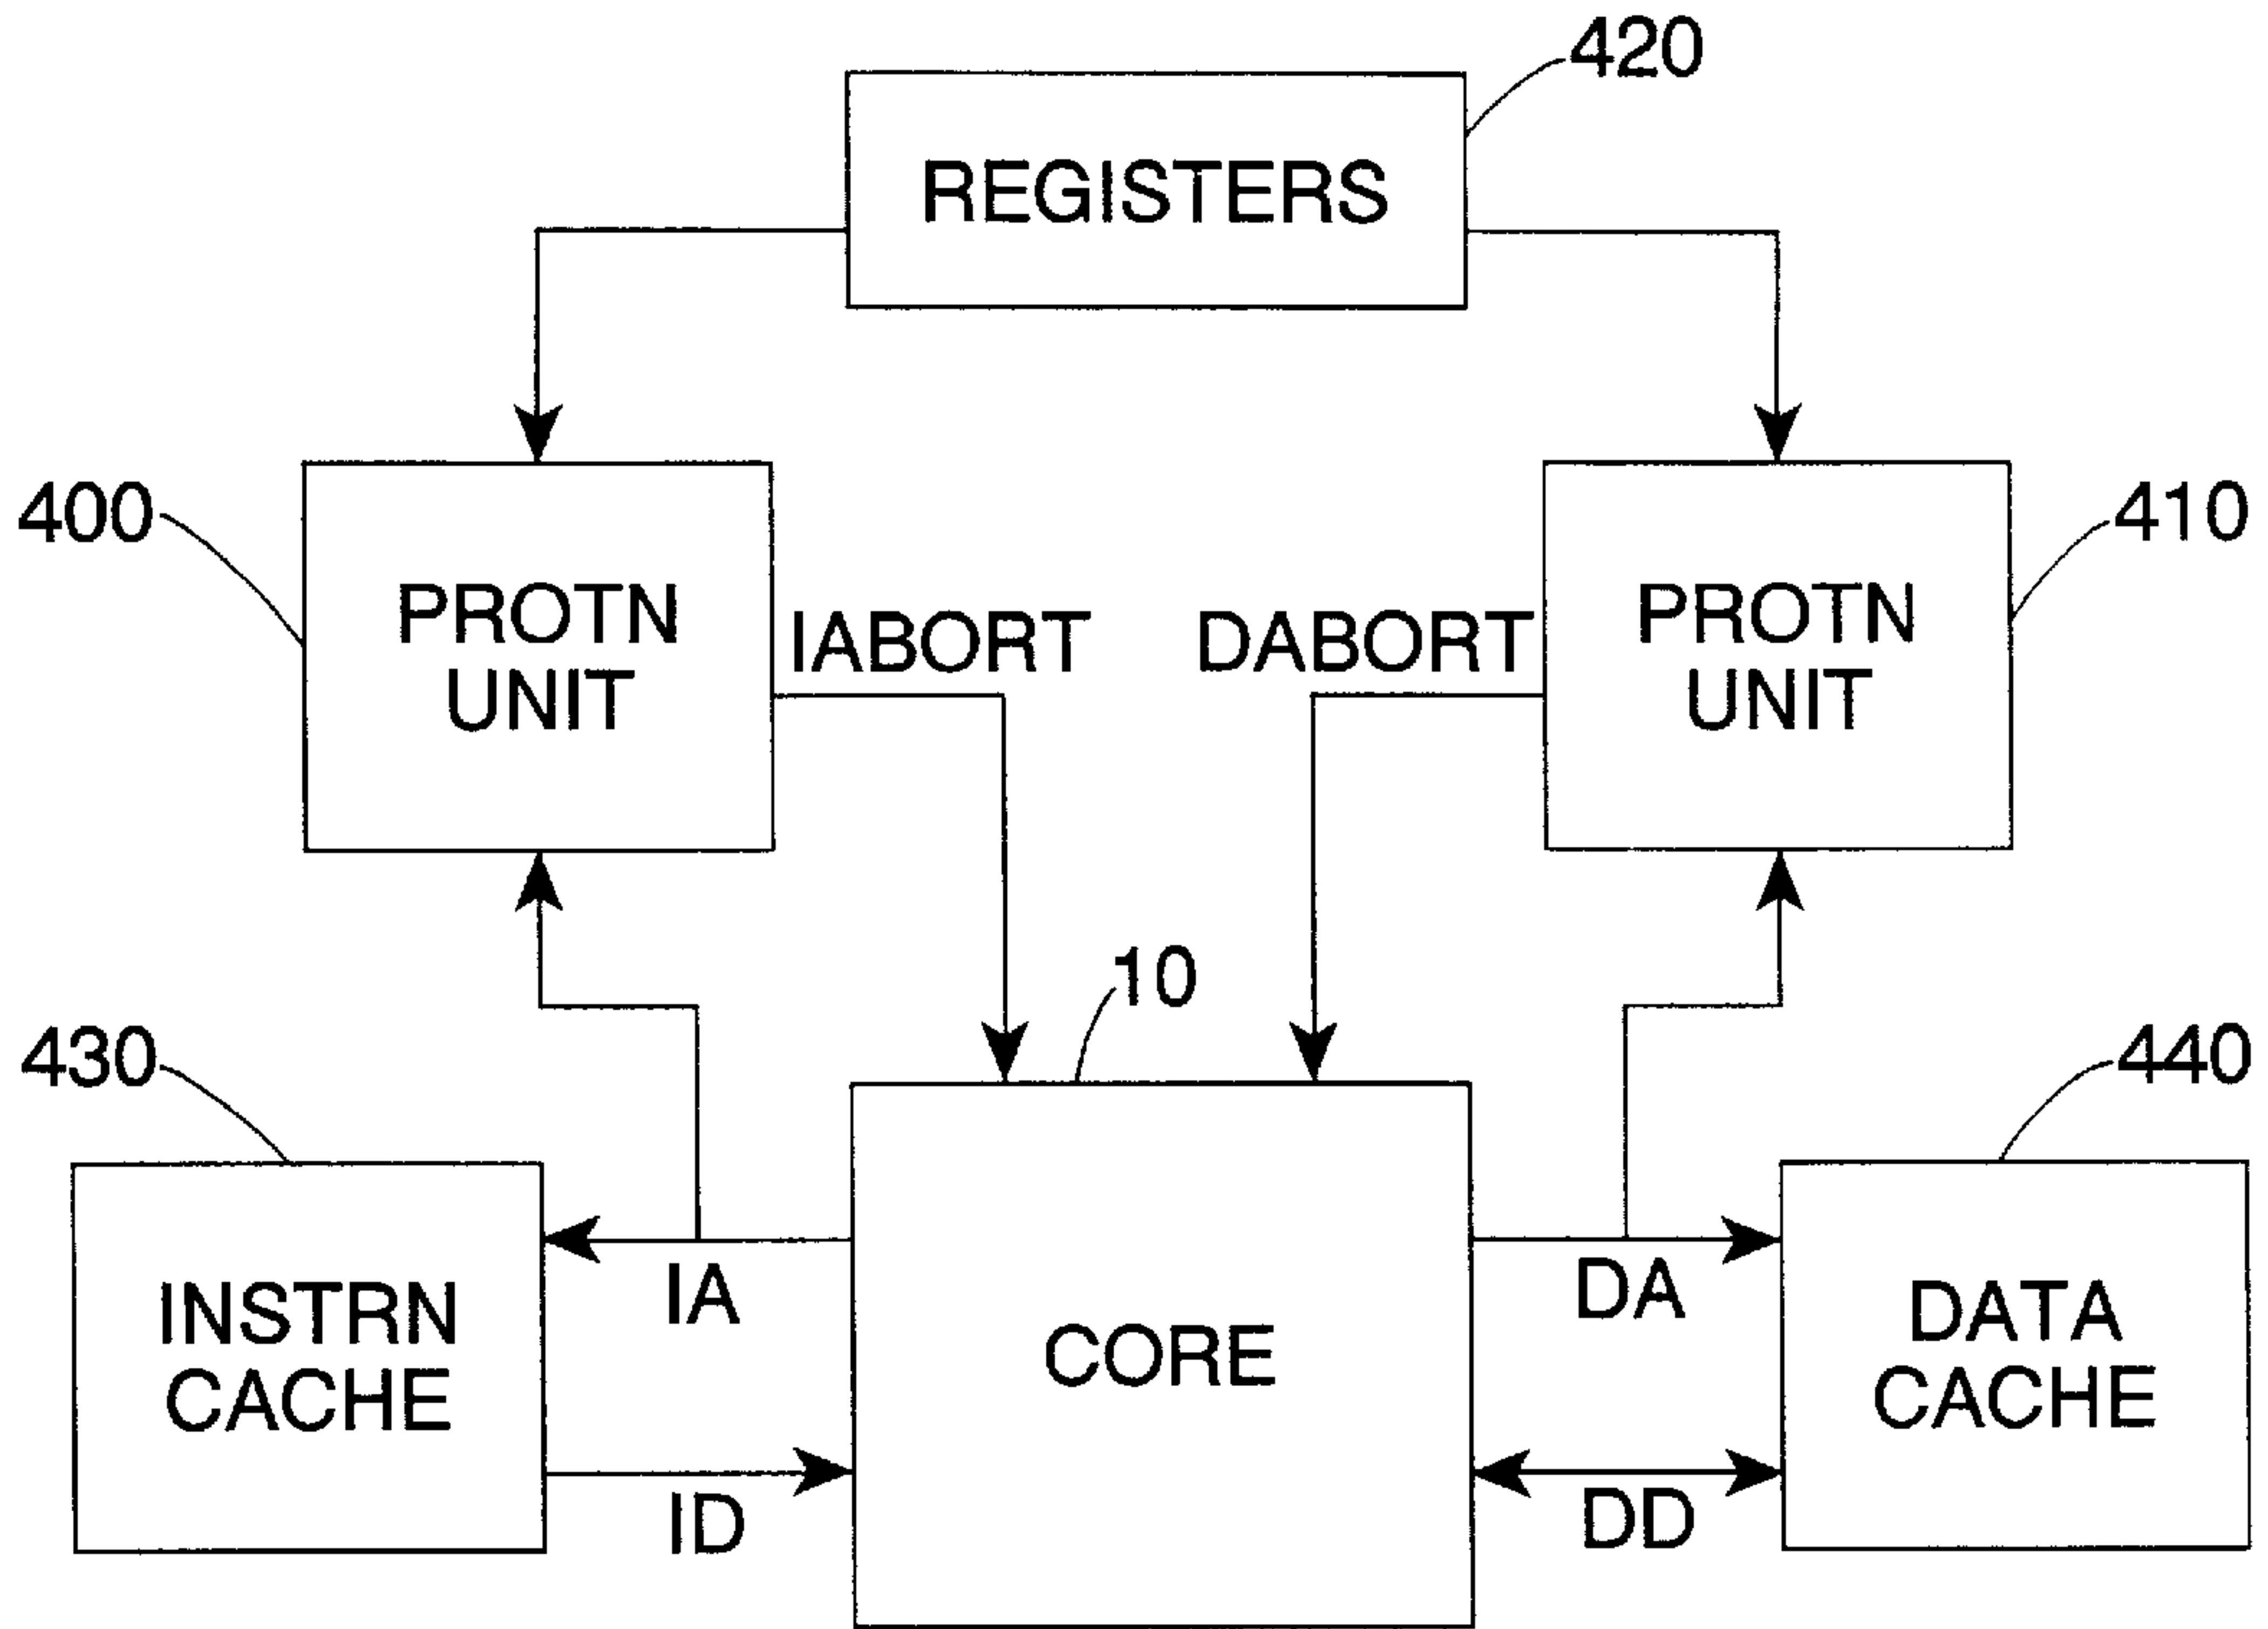 420
REGISTERS
400
PROTN
UNIT
IABORT
DABORT
PROTN
UNIT
410
10
430
440
INSTRN
CACHE
IA
ID
CORE
DA
DD
DATA
CACHE